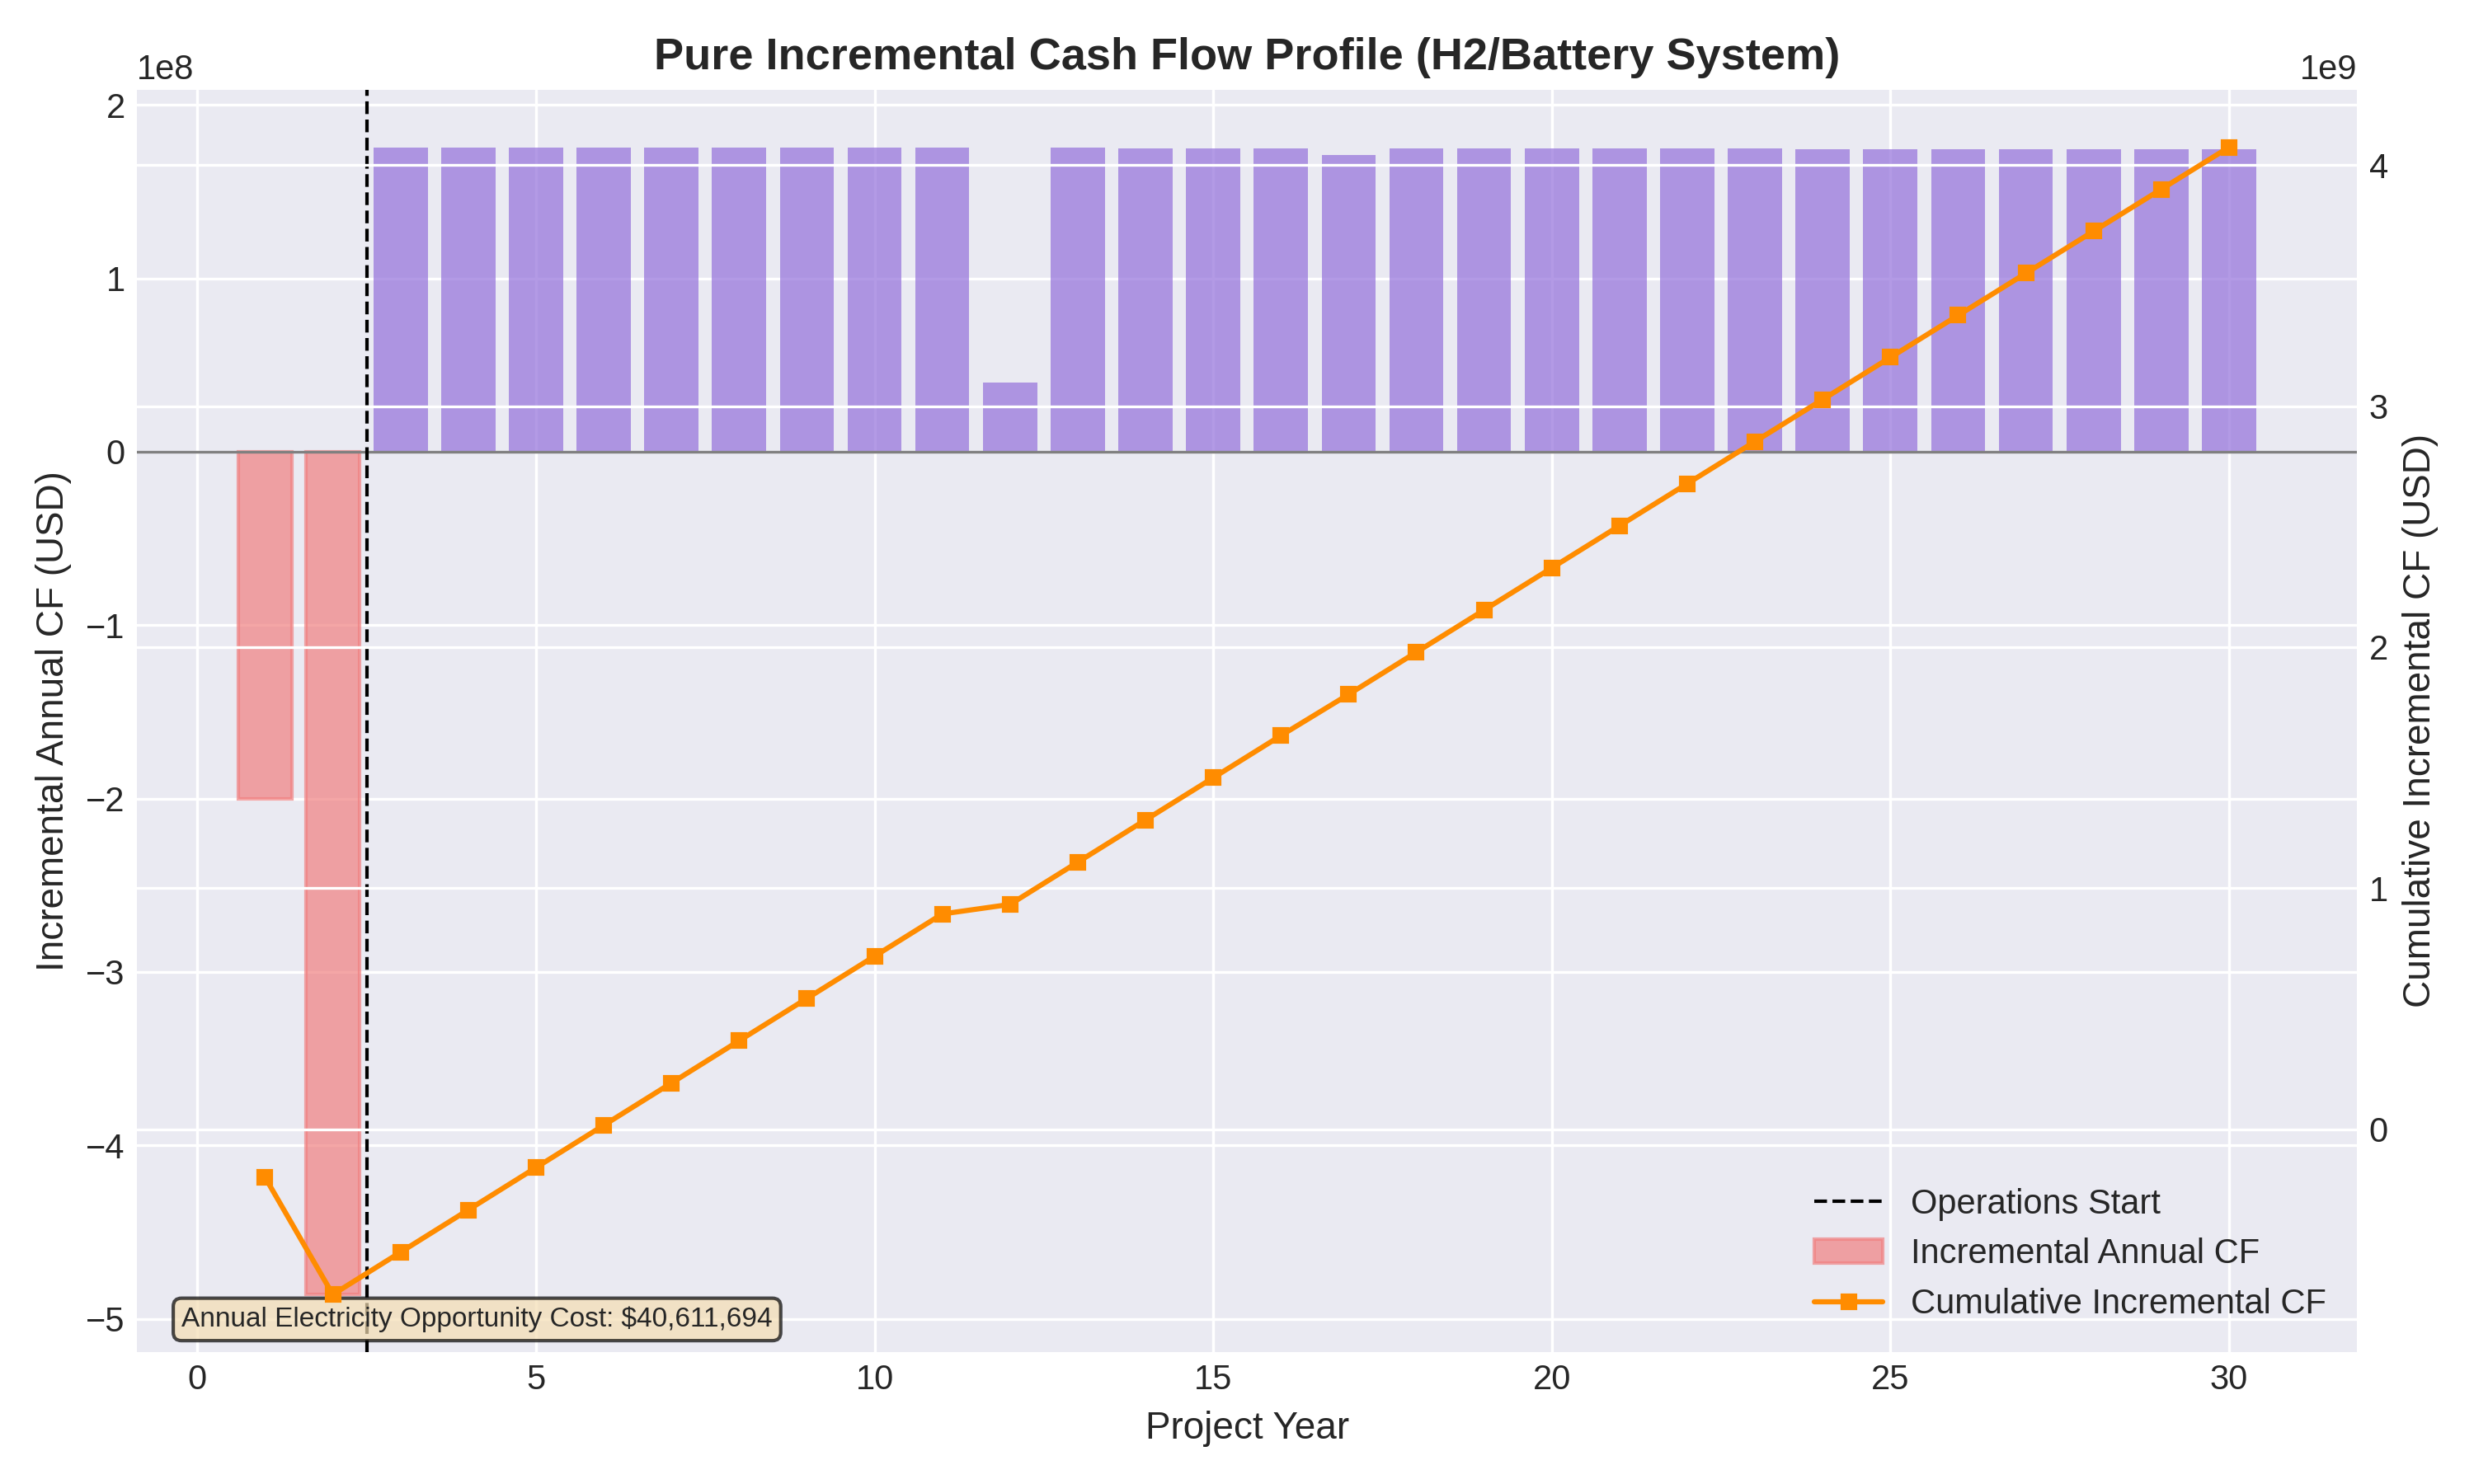 Pure Incremental Cash Flow Profile (H2/Battery System)
1e8
1e9
2
1
0
−1
−2
−3
−4
−5
Incremental Annual CF (USD)
4
3
2
1
0
Cumulative Incremental CF (USD)
Operations Start
Incremental Annual CF
Cumulative Incremental CF
Annual Electricity Opportunity Cost: $40,611,694
0
5
10
15
20
25
30
Project Year